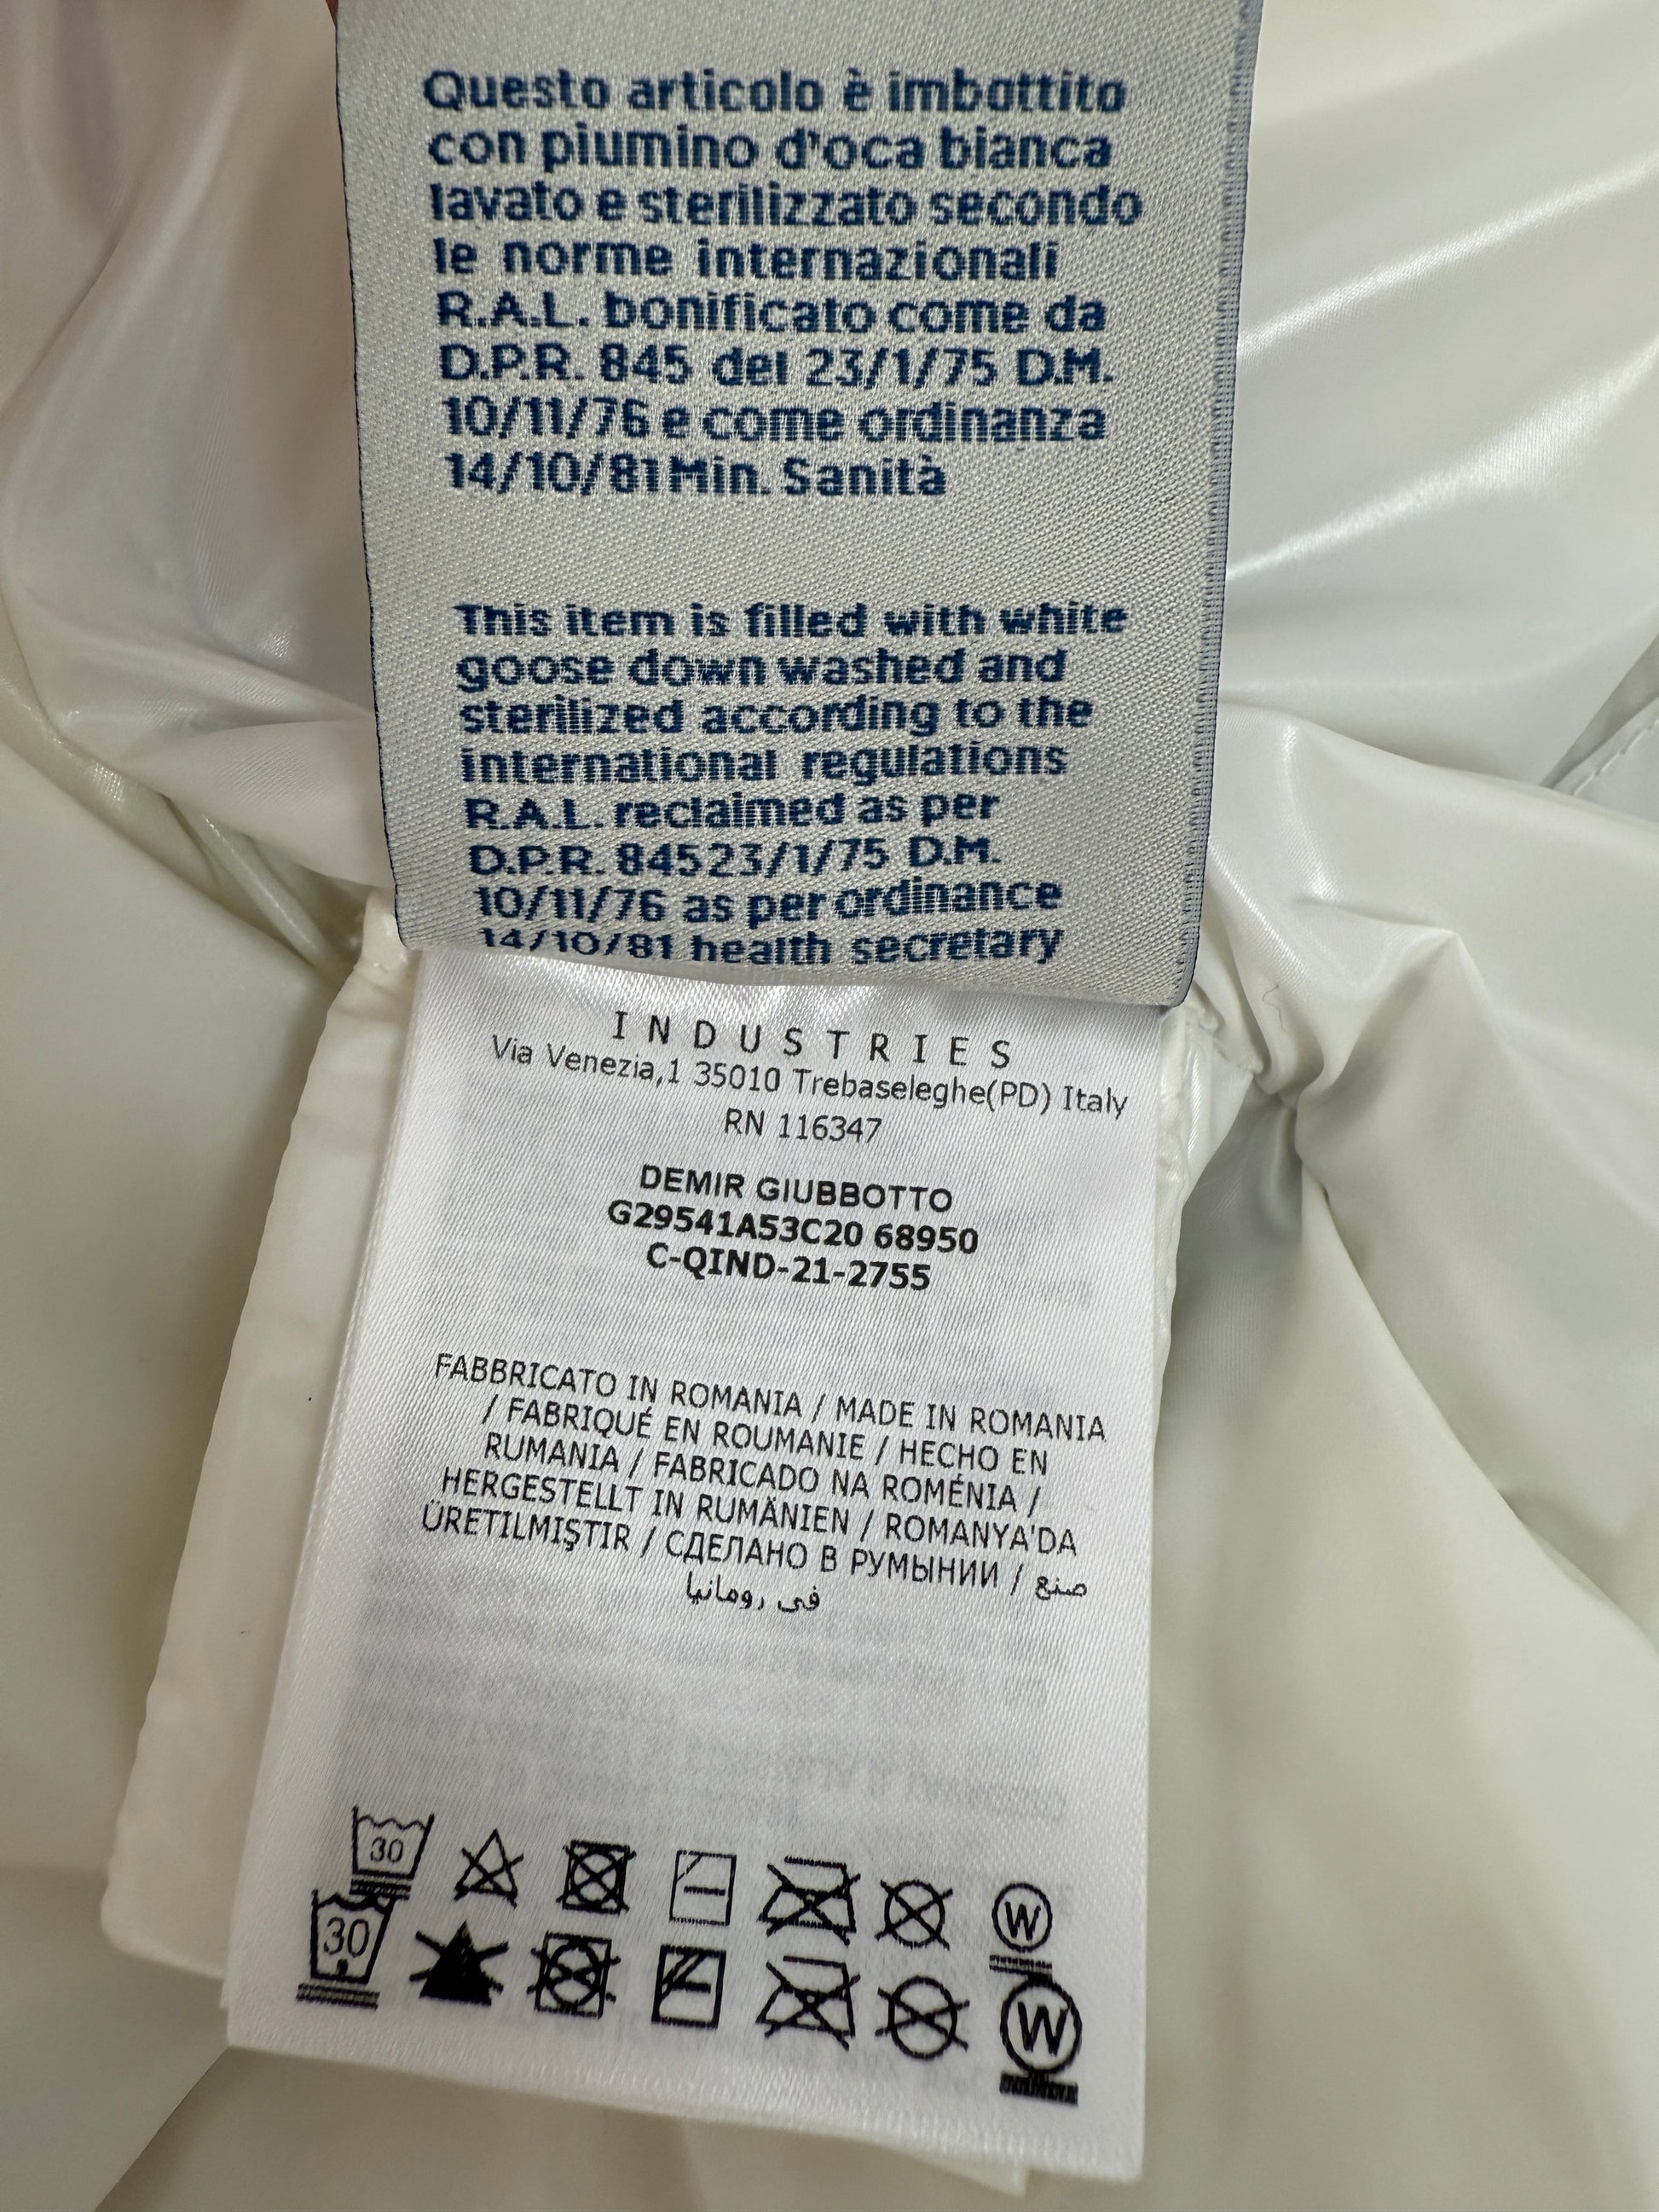 Questo articolo è imbottito
con piumino d'oca bianca
lavato e sterilizzato secondo
le norme internazionali
R.A.L. bonificato come da
D.P.R. 845 del 23/1/75 D.M.
10/11/76 e come ordinanza
14/10/81 Min. Sanità
This item is filled with white
goose down washed and
sterilized according to the
international regulations
R.A.L. reclaimed as per
D.P.R. 84523/1/75 D.M.
10/11/76 as per ordinance
14/10/81 health secretary
INDUSTRIES
Via Venezia,1 35010 Trebaseleghe(PD) Italy
RN 116347
DEMIR GIUBBOTTO
G29541A53C20 68950
C-QIND-21-2755
FABBRICATO IN ROMANIA / MADE IN ROMANIA
/ FABRIQUÉ EN ROUMANIE / HECHO EN
RUMANIA / FABRICADO NA ROMÉNIA /
HERGESTELLT IN RUMÄNIEN / ROMANYA'DA
ÜRETILMIŞTIR / СДЕЛАНО В РУМЫНИИ / صنع
في رومانيا
30 W
30 W